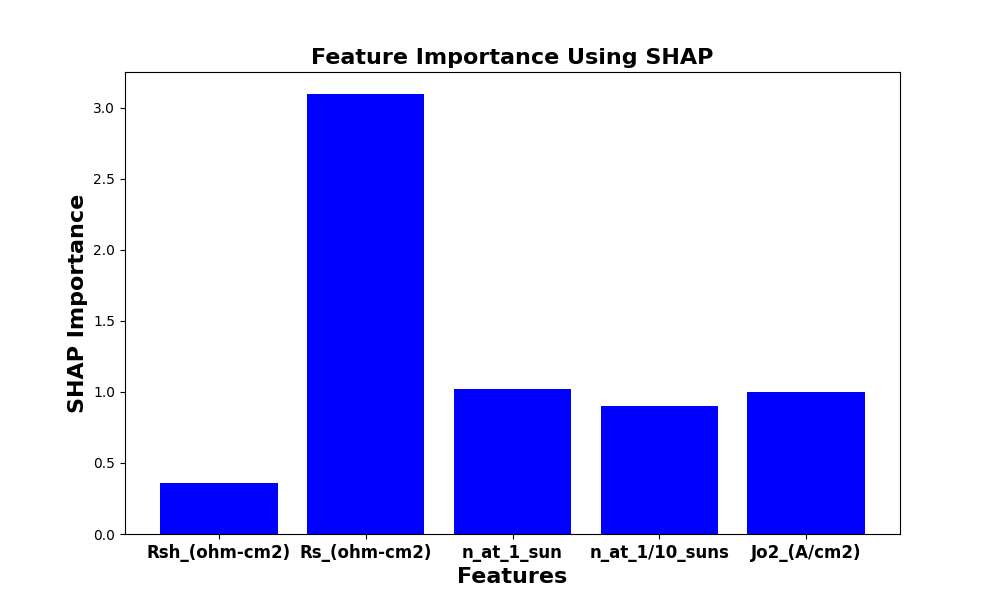 Feature Importance Using SHAP
SHAP Importance
3.0
2.5
2.0
1.5
1.0
0.5
0.0
Rsh_(ohm-cm2) Rs_(ohm-cm2) n_at_1_sun n_at_1/10_suns Jo2_(A/cm2)
Features